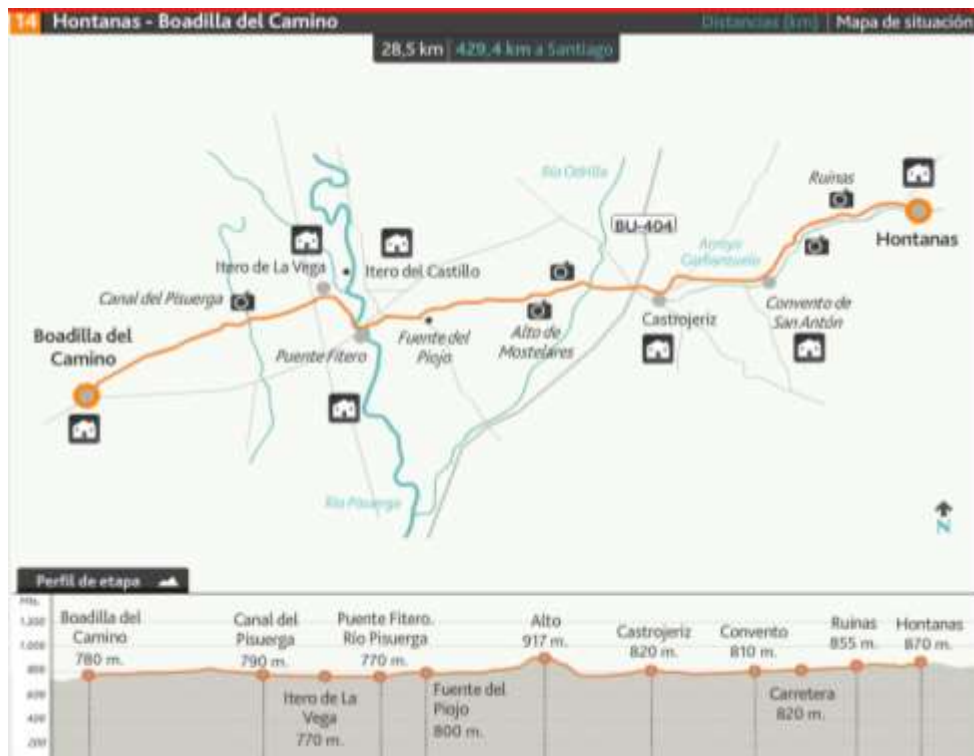 14 Hontanas - Boadilla del Camino
Distancias (km) | Mapa de situación
28,5 km | 429,4 km a Santiago
Río Odrilla
Ruinas
BU-404
Hontanas
Arroyo
Garbanzuelo
Itero de La Vega
Itero del Castillo
Canal del Pisuerga
Convento de
San Antón
Castrojeriz
Boadilla del
Camino
Puente Fitero
Fuente del
Piojo
Alto de
Mostelares
Río Pisuerga
N
Perfil de etapa
Mts.
1.200
1.000
800
600
400
200
Boadilla del
Camino
780 m.
Canal del
Pisuerga
790 m.
Itero de La
Vega
770 m.
Puente Fitero.
Río Pisuerga
770 m.
Fuente del
Piojo
800 m.
Alto
917 m.
Castrojeriz
820 m.
Convento
810 m.
Carretera
820 m.
Ruinas
855 m.
Hontanas
870 m.